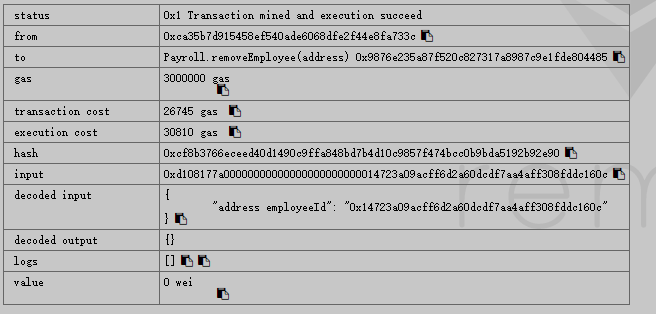 status 0x1 Transaction mined and execution succeed
from 0xca35b7d915458ef540ade6068dfe2f44e8fa733c
to Payroll.removeEmployee(address) 0x9876e235a87f520c827317a8987c9e1fde804485
gas 3000000 gas
transaction cost 26745 gas
execution cost 30810 gas
hash 0xcf8b3766eceed40d1490c9ffa848bd7b4d10c9857f474bcc0b9bda5192b92e90
input 0xd108177a00000000000000000000000014723a09acff6d2a60dcdf7aa4aff308fddc160c
decoded input {
"address employeeId": "0x14723a09acff6d2a60dcdf7aa4aff308fddc160c"
}
decoded output {}
logs []
value 0 wei
rem